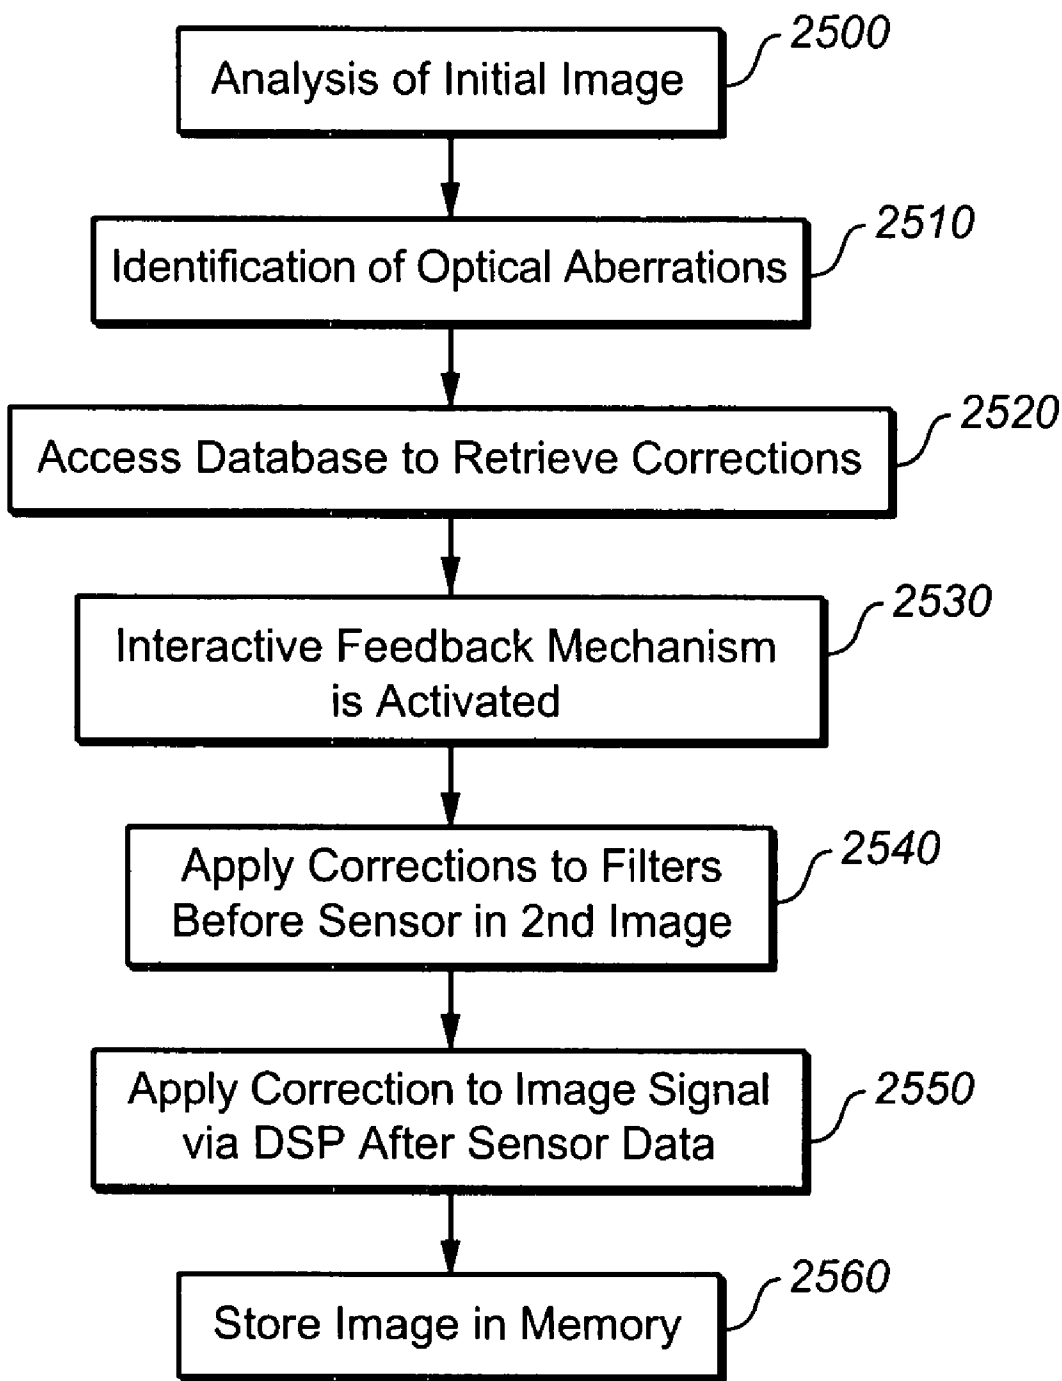 2500
Analysis of Initial Image
2510
Identification of Optical Aberrations
2520
Access Database to Retrieve Corrections
2530
Interactive Feedback Mechanism
is Activated
2540
Apply Corrections to Filters
Before Sensor in 2nd Image
2550
Apply Correction to Image Signal
via DSP After Sensor Data
2560
Store Image in Memory